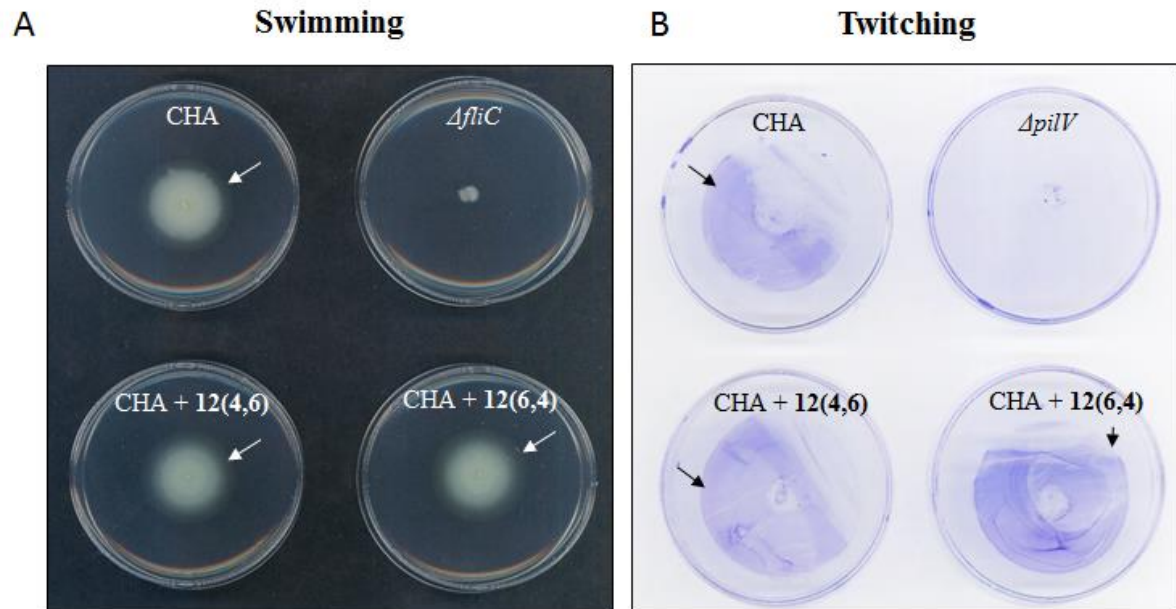 A
Swimming
B
Twitching
CHA
ΔfliC
CHA
ΔpilV
CHA + 12(4,6)
CHA + 12(6,4)
CHA + 12(4,6)
CHA + 12(6,4)